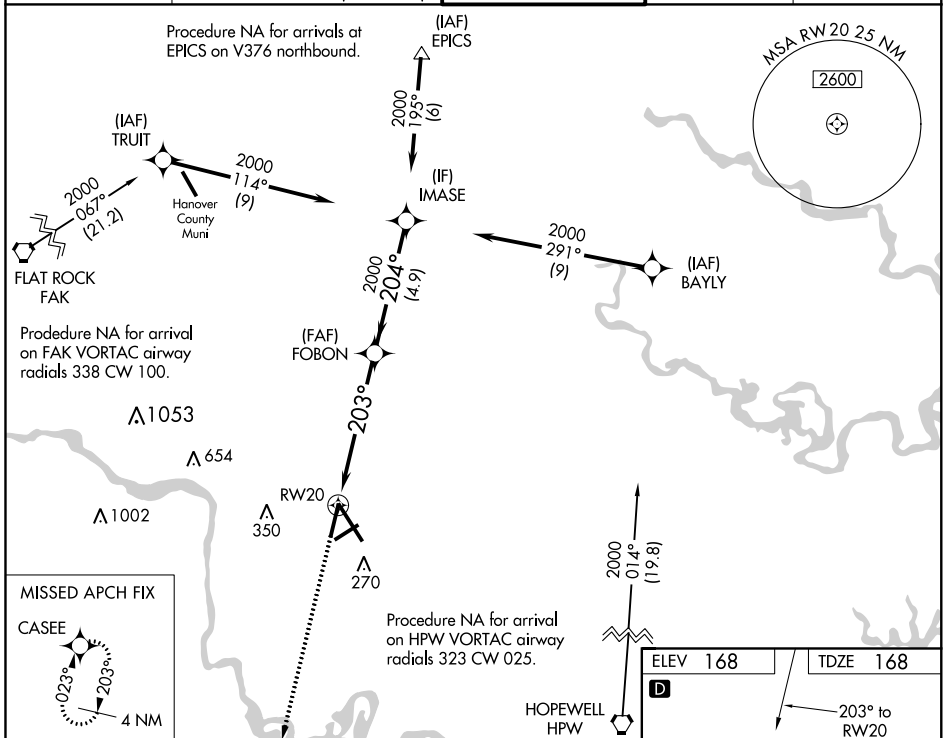 Procedure NA for arrivals at
EPICS on V376 northbound.
(IAF)
EPICS
2000
195°
(6)
MSA RW 20 25 NM
2600
(IAF)
TRUIT
2000
114°
(9)
Hanover
County
Muni
2000
067°
(21.2)
FLAT ROCK
FAK
(IF)
IMASE
2000
204°
(4.9)
2000
291°
(9)
(IAF)
BAYLY
Prodedure NA for arrival
on FAK VORTAC airway
radials 338 CW 100.
(FAF)
FOBON
203°
1053
654
1002
350
RW20
270
2000
014°
(19.8)
MISSED APCH FIX
CASEE
023°
203°
4 NM
Procedure NA for arrival
on HPW VORTAC airway
radials 323 CW 025.
HOPEWELL
HPW
ELEV 168
TDZE 168
D
203° to
RW20